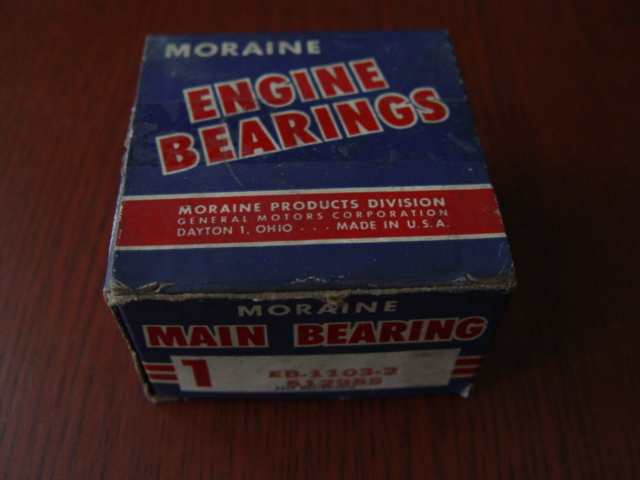 MORAINE
ENGINE
BEARINGS
MORAINE PRODUCTS DIVISION
GENERAL MOTORS CORPORATION
DAYTON 1, OHIO - - - MADE IN U.S.A.
MORAINE
MAIN BEARING
1 EB-1103-2
512985